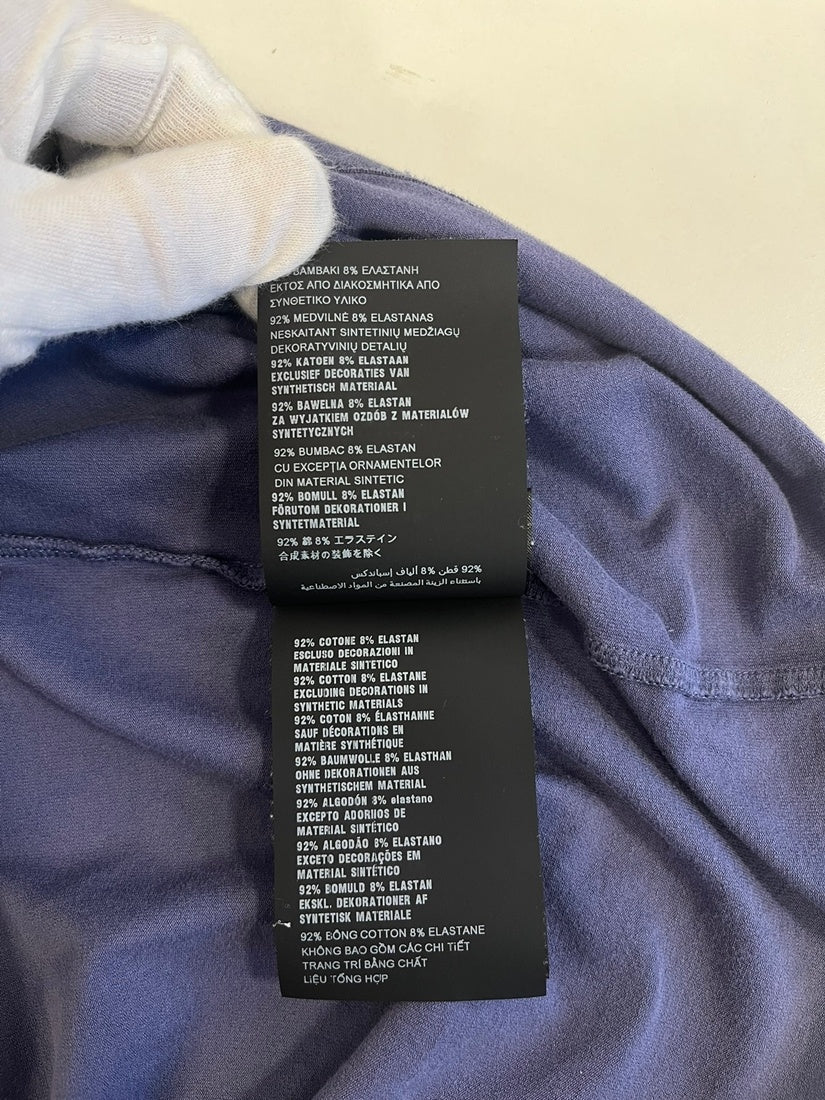 ΒΑΜΒΑΚΙ 8% ΕΛΑΣΤΑΝΗ
ΕΚΤΟΣ ΑΠΟ ΔΙΑΚΟΣΜΗΤΙΚΑ ΑΠΟ
ΣΥΝΘΕΤΙΚΟ ΥΛΙΚΟ
92% MEDVILNĖ 8% ELASTANAS
NESKAITANT SINTETINIŲ MEDŽIAGŲ
DEKORATYVINIŲ DETALIŲ
92% KATOEN 8% ELASTAAN
EXCLUSIEF DECORATIES VAN
SYNTHETISCH MATERIAAL
92% BAWELNA 8% ELASTAN
ZA WYJATKIEM OZDÓB Z MATERIALÓW
SYNTETYCZNYCH
92% BUMBAC 8% ELASTAN
CU EXCEPȚIA ORNAMENTELOR
DIN MATERIAL SINTETIC
92% BOMULL 8% ELASTAN
FÖRUTOM DEKORATIONER I
SYNTETMATERIAL
92% 綿 8% エラステイン
合成素材の装飾を除く
92% قطن 8% ألياف إسباندكس
باستثناء الزينة المصنعة من المواد الاصطناعية
92% COTONE 8% ELASTAN
ESCLUSO DECORAZIONI IN
MATERIALE SINTETICO
92% COTTON 8% ELASTANE
EXCLUDING DECORATIONS IN
SYNTHETIC MATERIALS
92% COTON 8% ÉLASTHANNE
SAUF DÉCORATIONS EN
MATIÈRE SYNTHÉTIQUE
92% BAUMWOLLE 8% ELASTHAN
OHNE DEKORATIONEN AUS
SYNTHETISCHEM MATERIAL
92% ALGODÓN 8% elastano
EXCEPTO ADORNOS DE
MATERIAL SINTÉTICO
92% ALGODÃO 8% ELASTANO
EXCETO DECORAÇÕES EM
MATERIAL SINTÉTICO
92% BOMULD 8% ELASTAN
EKSKL. DEKORATIONER AF
SYNTETISK MATERIALE
92% BÔNG COTTON 8% ELASTANE
KHÔNG BAO GỒM CÁC CHI TIẾT
TRANG TRÍ BẰNG CHẤT
LIỆU TỔNG HỢP